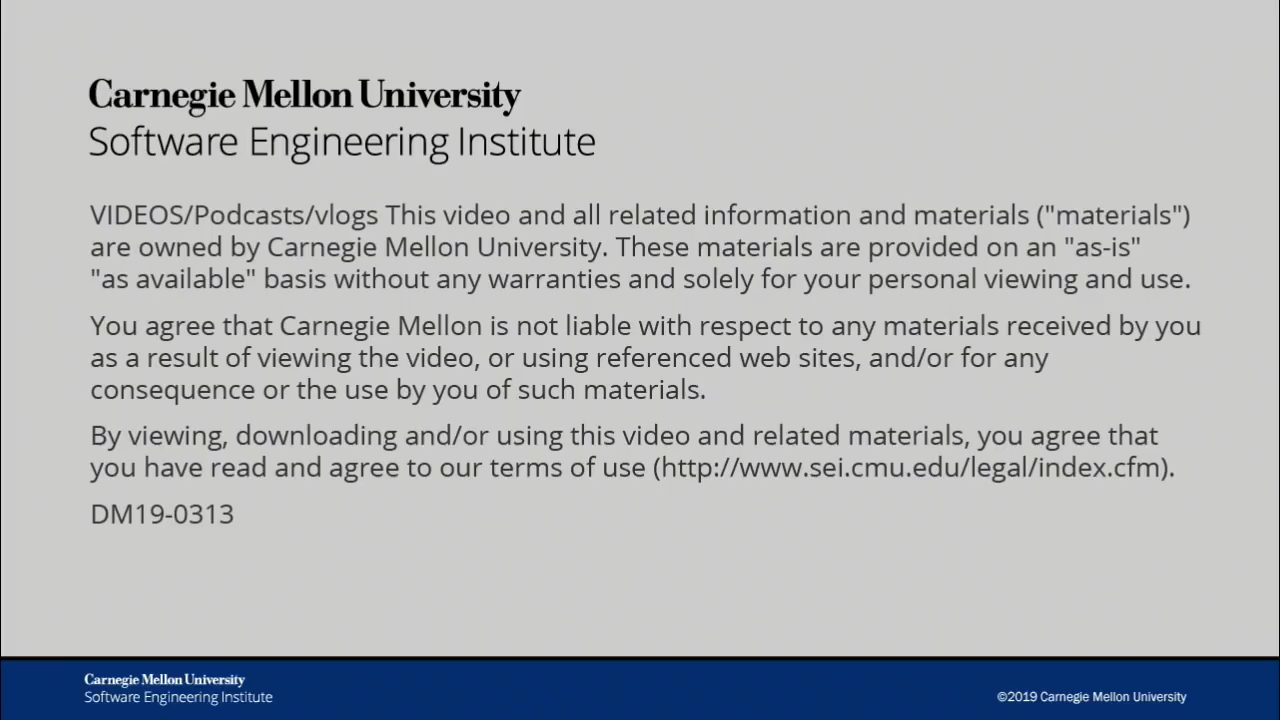 Carnegie Mellon University
Software Engineering Institute
VIDEOS/Podcasts/vlogs This video and all related information and materials ("materials")
are owned by Carnegie Mellon University. These materials are provided on an "as-is"
"as available" basis without any warranties and solely for your personal viewing and use.
You agree that Carnegie Mellon is not liable with respect to any materials received by you
as a result of viewing the video, or using referenced web sites, and/or for any
consequence or the use by you of such materials.
By viewing, downloading and/or using this video and related materials, you agree that
you have read and agree to our terms of use (http://www.sei.cmu.edu/legal/index.cfm).
DM19-0313
Carnegie Mellon University
Software Engineering Institute
©2019 Carnegie Mellon University